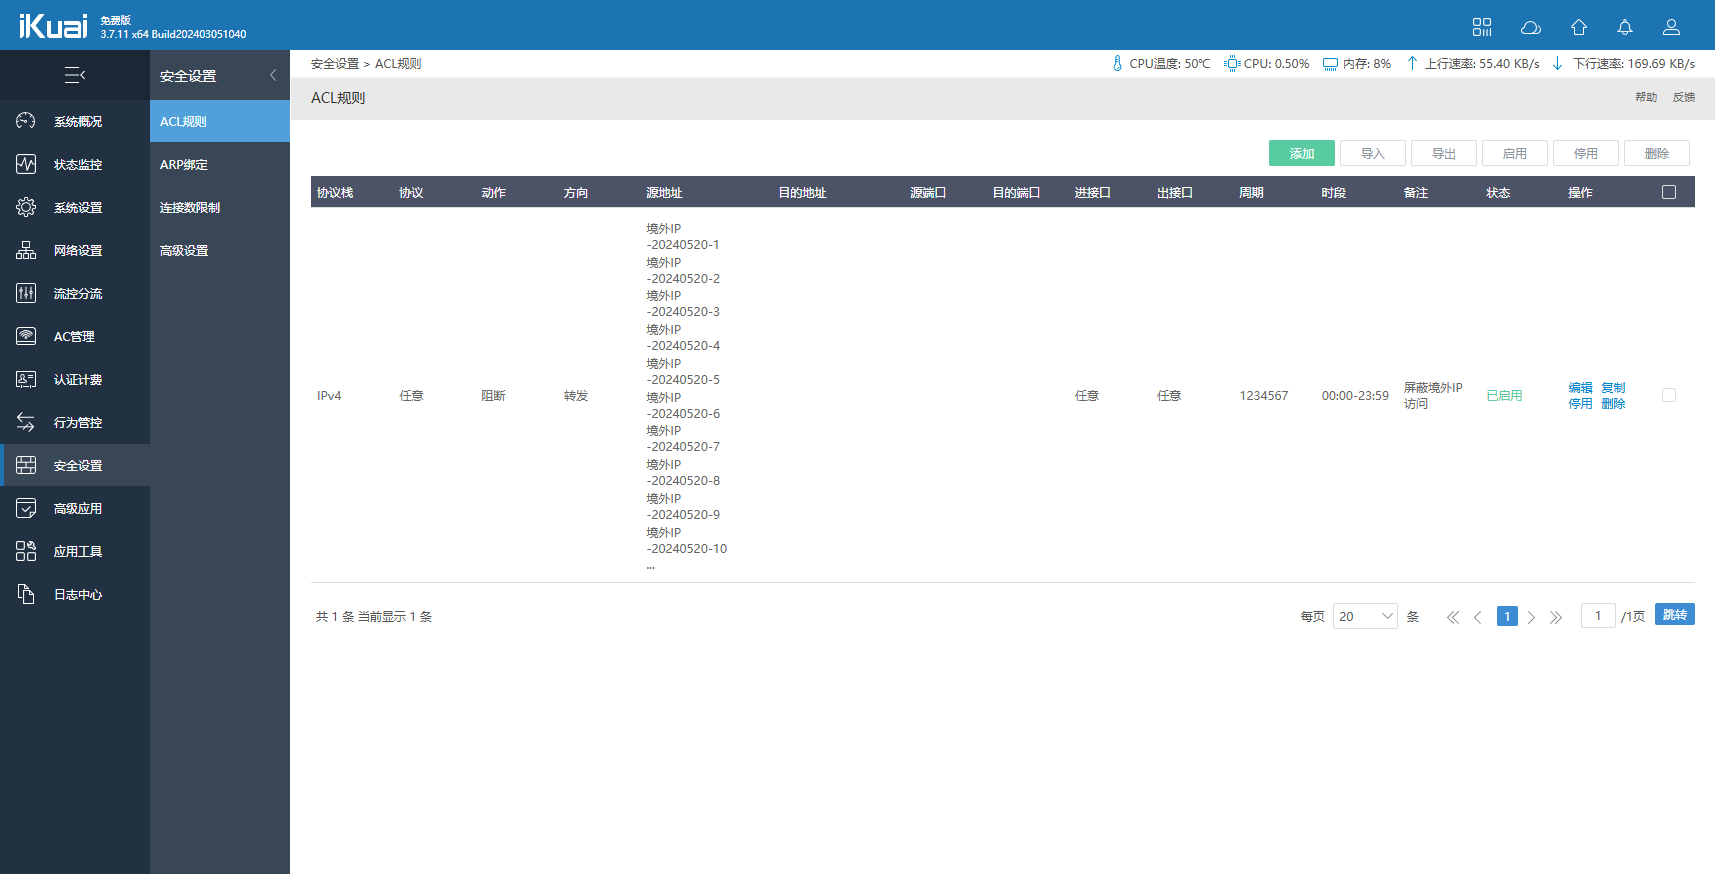 iKuai 免费版
3.7.11 x64 Build202403051040
安全设置
安全设置 > ACL规则
CPU温度: 50℃ CPU: 0.50% 内存: 8% 上行速率: 55.40 KB/s 下行速率: 169.69 KB/s
系统概况
状态监控
系统设置
网络设置
流控分流
AC管理
认证计费
行为管控
安全设置
高级应用
应用工具
日志中心
ACL规则
ARP绑定
连接数限制
高级设置
ACL规则
帮助 反馈
添加 导入 导出 启用 停用 删除
协议栈 协议 动作 方向 源地址 目的地址 源端口 目的端口 进接口 出接口 周期 时段 备注 状态 操作
IPv4 任意 阻断 转发
境外IP
-20240520-1
境外IP
-20240520-2
境外IP
-20240520-3
境外IP
-20240520-4
境外IP
-20240520-5
境外IP
-20240520-6
境外IP
-20240520-7
境外IP
-20240520-8
境外IP
-20240520-9
境外IP
-20240520-10
...
任意 任意 1234567 00:00-23:59
屏蔽境外IP
访问
已启用
编辑 复制
停用 删除
共 1 条 当前显示 1 条
每页 20 条 1 1 /1页 跳转